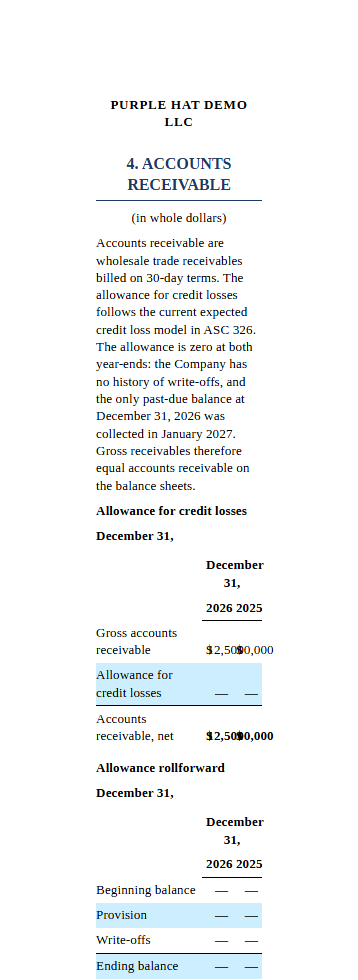 PURPLE HAT DEMO
LLC
4. ACCOUNTS
RECEIVABLE
(in whole dollars)
Accounts receivable are
wholesale trade receivables
billed on 30-day terms. The
allowance for credit losses
follows the current expected
credit loss model in ASC 326.
The allowance is zero at both
year-ends: the Company has
no history of write-offs, and
the only past-due balance at
December 31, 2026 was
collected in January 2027.
Gross receivables therefore
equal accounts receivable on
the balance sheets.
Allowance for credit losses
December 31,
December
31,
2026 2025
Gross accounts
receivable
Allowance for
credit losses — —
Accounts
receivable, net
Allowance rollforward
December 31,
December
31,
2026 2025
Beginning balance — —
Provision — —
Write-offs — —
Ending balance — —